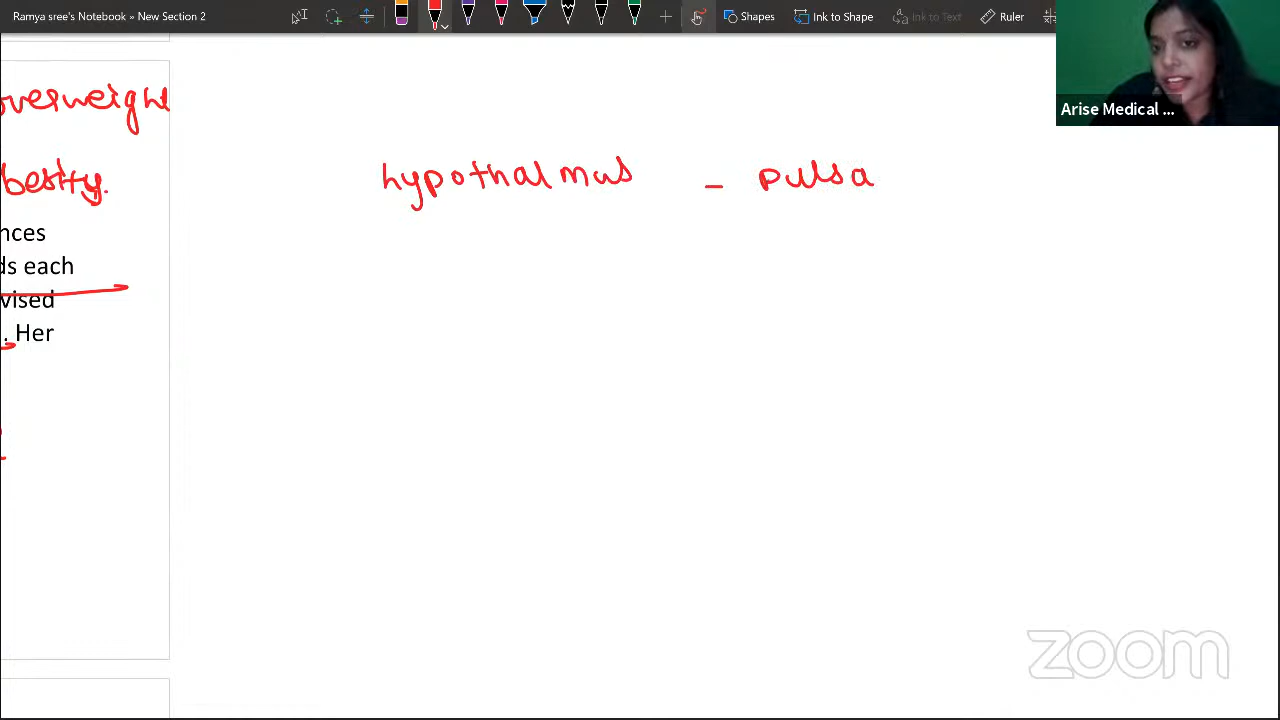 Ramya sree's Notebook » New Section 2
Shapes
Ink to Shape
Ink to Text
Ruler
Arise Medical ...
overweight
besity.
hypothalmus - pulsa
nces
ds each
vised
. Her
zoom